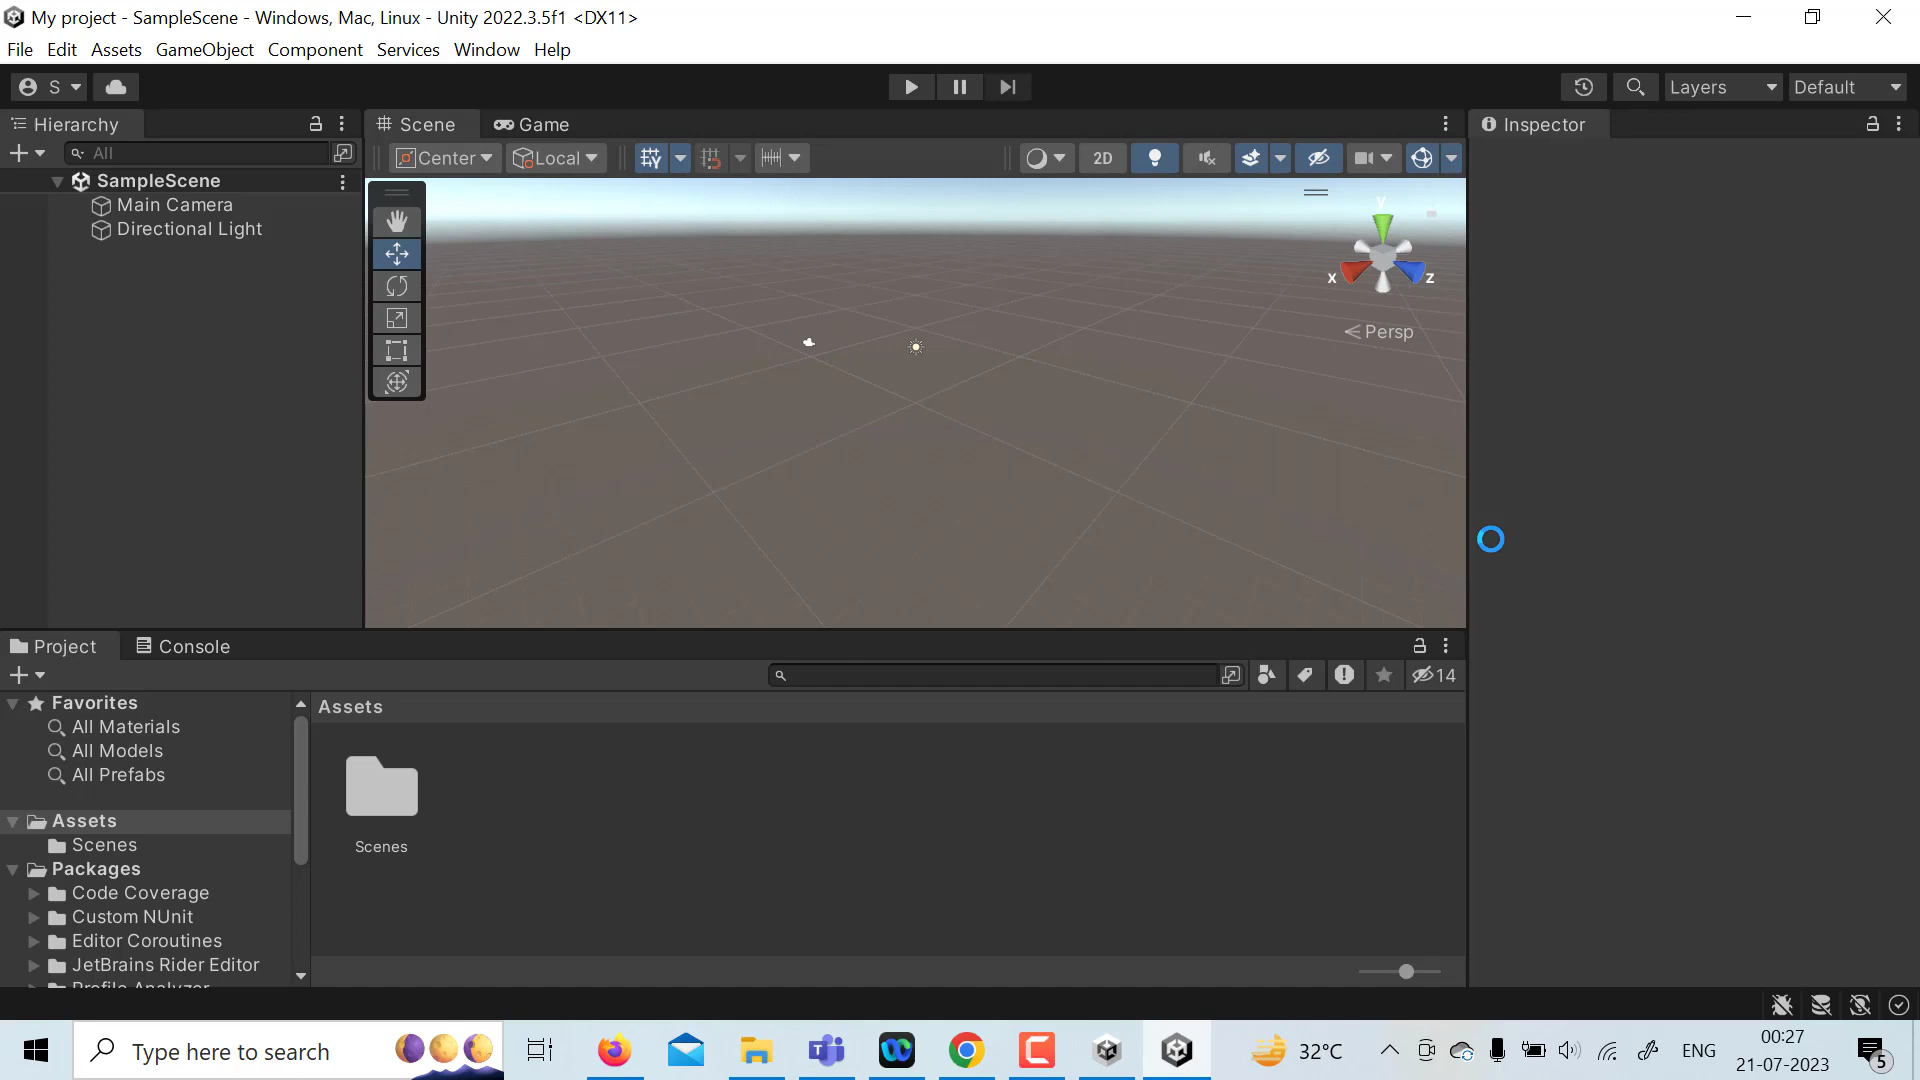 My project - SampleScene - Windows, Mac, Linux - Unity 2022.3.5f1 <DX11>
File Edit Assets GameObject Component Services Window Help
S
Layers
Default
Hierarchy
Scene
Game
Inspector
All
Center
Local
2D
SampleScene
Main Camera
Directional Light
y
x
z
Persp
Project
Console
14
Favorites
All Materials
All Models
All Prefabs
Assets
Scenes
Packages
Code Coverage
Custom NUnit
Editor Coroutines
JetBrains Rider Editor
Profile Analyzer
Assets
Scenes
Type here to search
32°C
ENG
00:27
21-07-2023
5